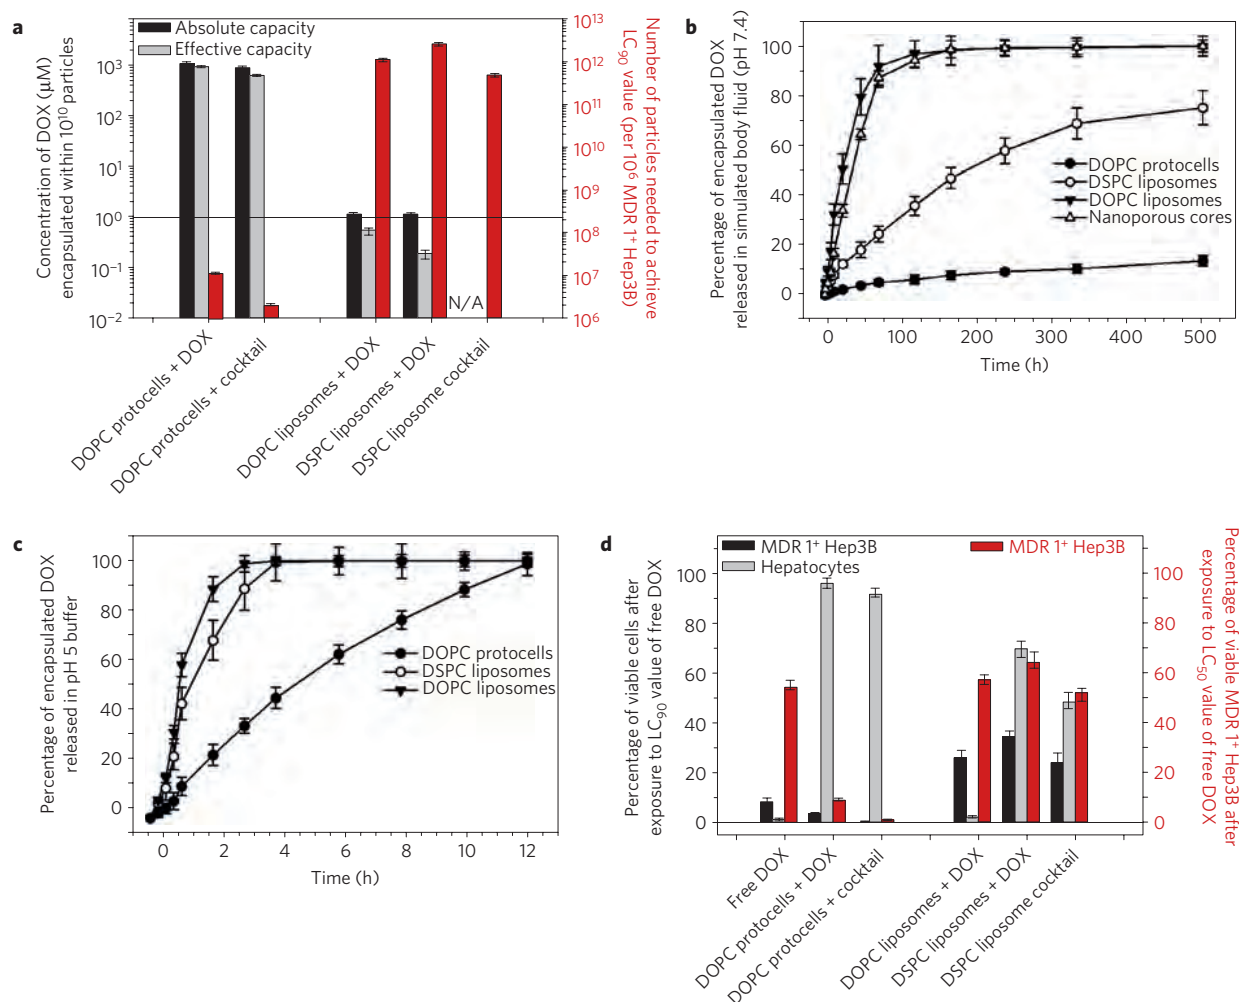 a
Absolute capacity
Effective capacity
Concentration of DOX (μM)
encapsulated within 10¹⁰ particles
10³
10²
10¹
10⁰
10⁻¹
10⁻²
N/A
10¹³
10¹²
10¹¹
10¹⁰
10⁹
10⁸
10⁷
10⁶
Number of particles needed to achieve
LC₉₀ value (per 10⁶ MDR 1⁺ Hep3B)
DOPC protocells + DOX
DOPC protocells + cocktail
DOPC liposomes + DOX
DSPC liposomes + DOX
DSPC liposome cocktail
b
Percentage of encapsulated DOX
released in simulated body fluid (pH 7.4)
100
80
60
40
20
0
DOPC protocells
DSPC liposomes
DOPC liposomes
Nanoporous cores
0 100 200 300 400 500
Time (h)
c
Percentage of encapsulated DOX
released in pH 5 buffer
100
80
60
40
20
0
DOPC protocells
DSPC liposomes
DOPC liposomes
0 2 4 6 8 10 12
Time (h)
d
MDR 1⁺ Hep3B
Hepatocytes
MDR 1⁺ Hep3B
Percentage of viable cells after
exposure to LC₉₀ value of free DOX
100
80
60
40
20
0
100
80
60
40
20
0
Percentage of viable MDR 1⁺ Hep3B after
exposure to LC₅₀ value of free DOX
Free DOX
DOPC protocells + DOX
DOPC protocells + cocktail
DOPC liposomes + DOX
DSPC liposomes + DOX
DSPC liposome cocktail